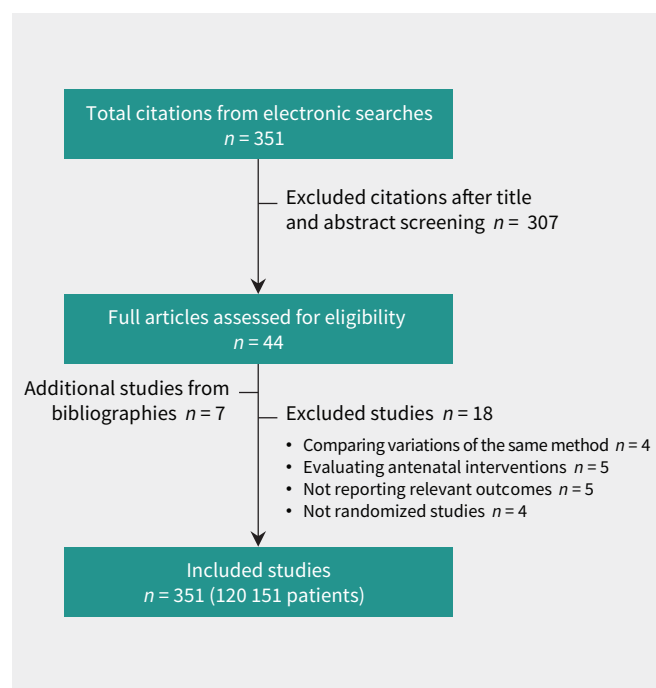 Total citations from electronic searches
n = 351
Excluded citations after title
and abstract screening n = 307
Full articles assessed for eligibility
n = 44
Additional studies from
bibliographies n = 7
Excluded studies n = 18
• Comparing variations of the same method n = 4
• Evaluating antenatal interventions n = 5
• Not reporting relevant outcomes n = 5
• Not randomized studies n = 4
Included studies
n = 351 (120 151 patients)